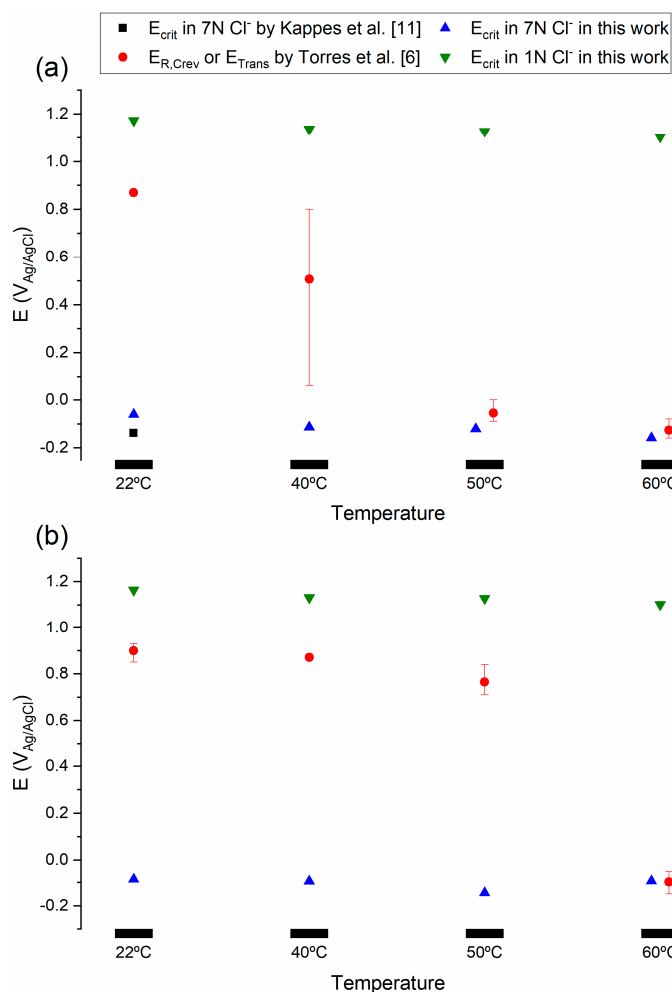 E_crit in 7N Cl⁻ by Kappes et al. [11] E_crit in 7N Cl⁻ in this work
E_R,Crev or E_Trans by Torres et al. [6] E_crit in 1N Cl⁻ in this work
(a)
1.2
1.0
0.8
0.6
0.4
0.2
0.0
-0.2
E (V_Ag/AgCl)
22ºC 40ºC 50ºC 60ºC
Temperature
(b)
1.2
1.0
0.8
0.6
0.4
0.2
0.0
-0.2
E (V_Ag/AgCl)
22ºC 40ºC 50ºC 60ºC
Temperature